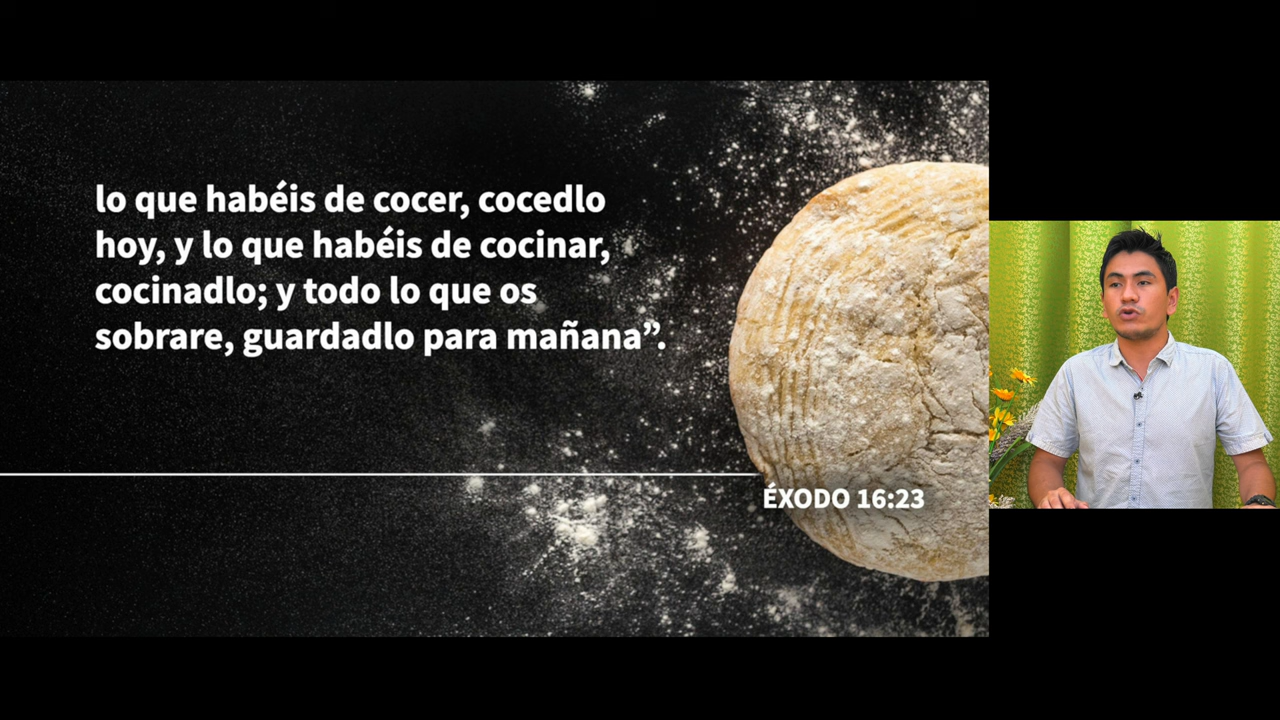 lo que habéis de cocer, cocedlo
hoy, y lo que habéis de cocinar,
cocinadlo; y todo lo que os
sobrare, guardadlo para mañana”.
ÉXODO 16:23